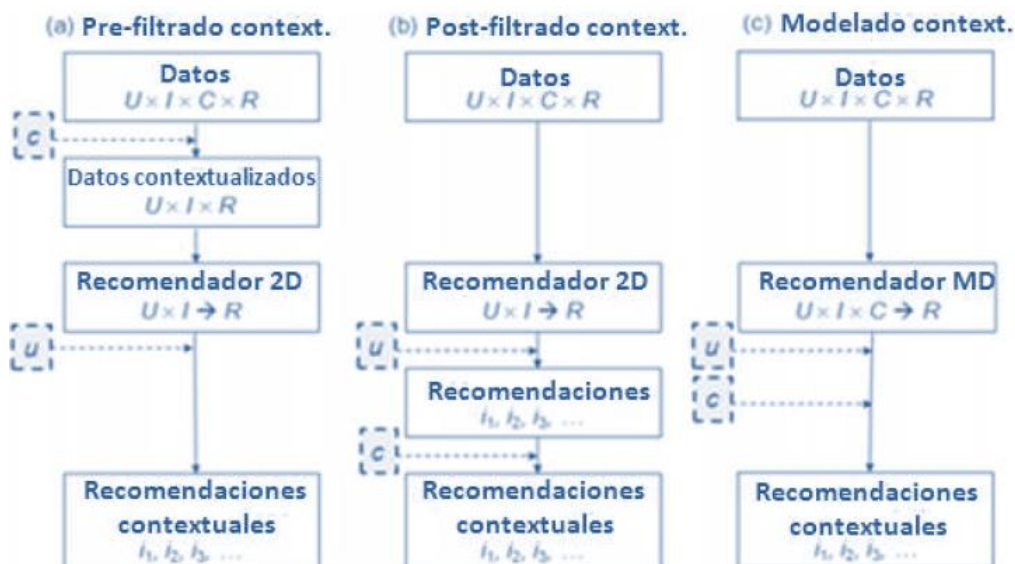 (a) Pre-filtrado context.
Datos
U × I × C × R
c
Datos contextualizados
U × I × R
Recomendador 2D
U × I → R
u
Recomendaciones
contextuales
i₁, i₂, i₃, ...
(b) Post-filtrado context.
Datos
U × I × C × R
Recomendador 2D
U × I → R
u
Recomendaciones
i₁, i₂, i₃, ...
c
Recomendaciones
contextuales
i₁, i₂, i₃, ...
(c) Modelado context.
Datos
U × I × C × R
Recomendador MD
U × I × C → R
u
c
Recomendaciones
contextuales
i₁, i₂, i₃, ...